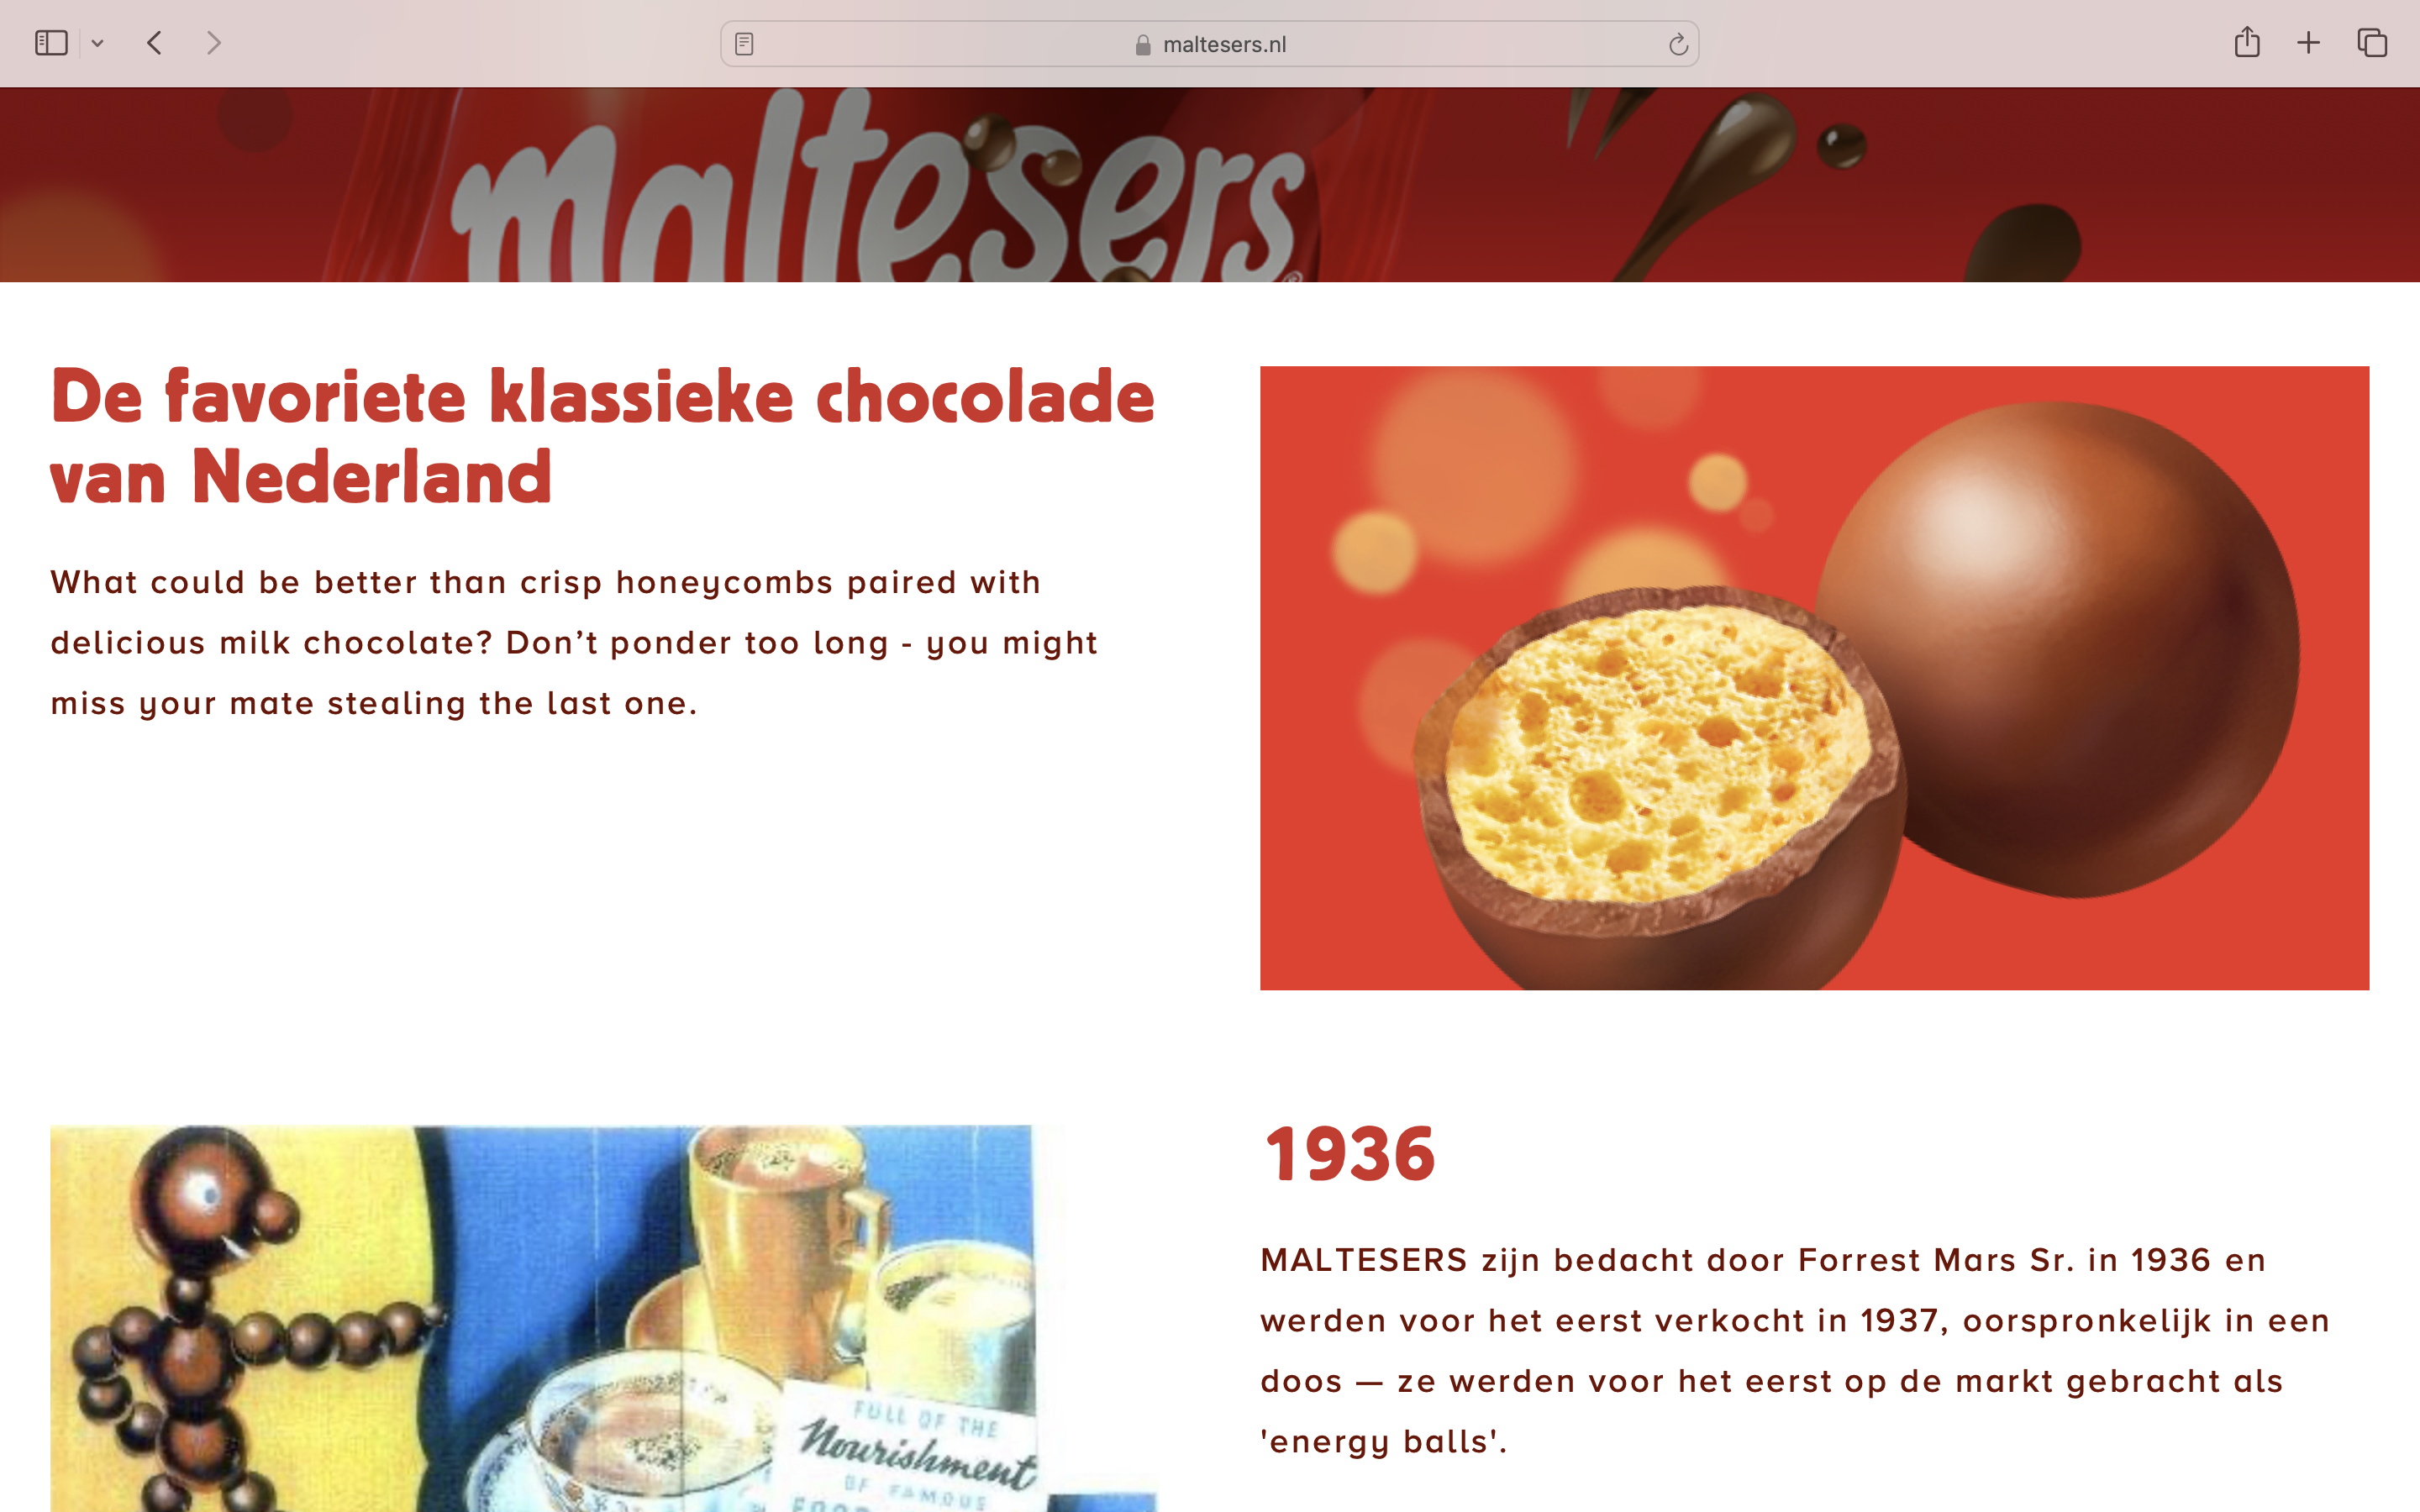 maltesers.nl
maltesers
De favoriete klassieke chocolade
van Nederland
What could be better than crisp honeycombs paired with
delicious milk chocolate? Don’t ponder too long - you might
miss your mate stealing the last one.
1936
MALTESERS zijn bedacht door Forrest Mars Sr. in 1936 en
werden voor het eerst verkocht in 1937, oorspronkelijk in een
doos — ze werden voor het eerst op de markt gebracht als
'energy balls'.
FULL OF THE
Nourishment
OF FAMOUS